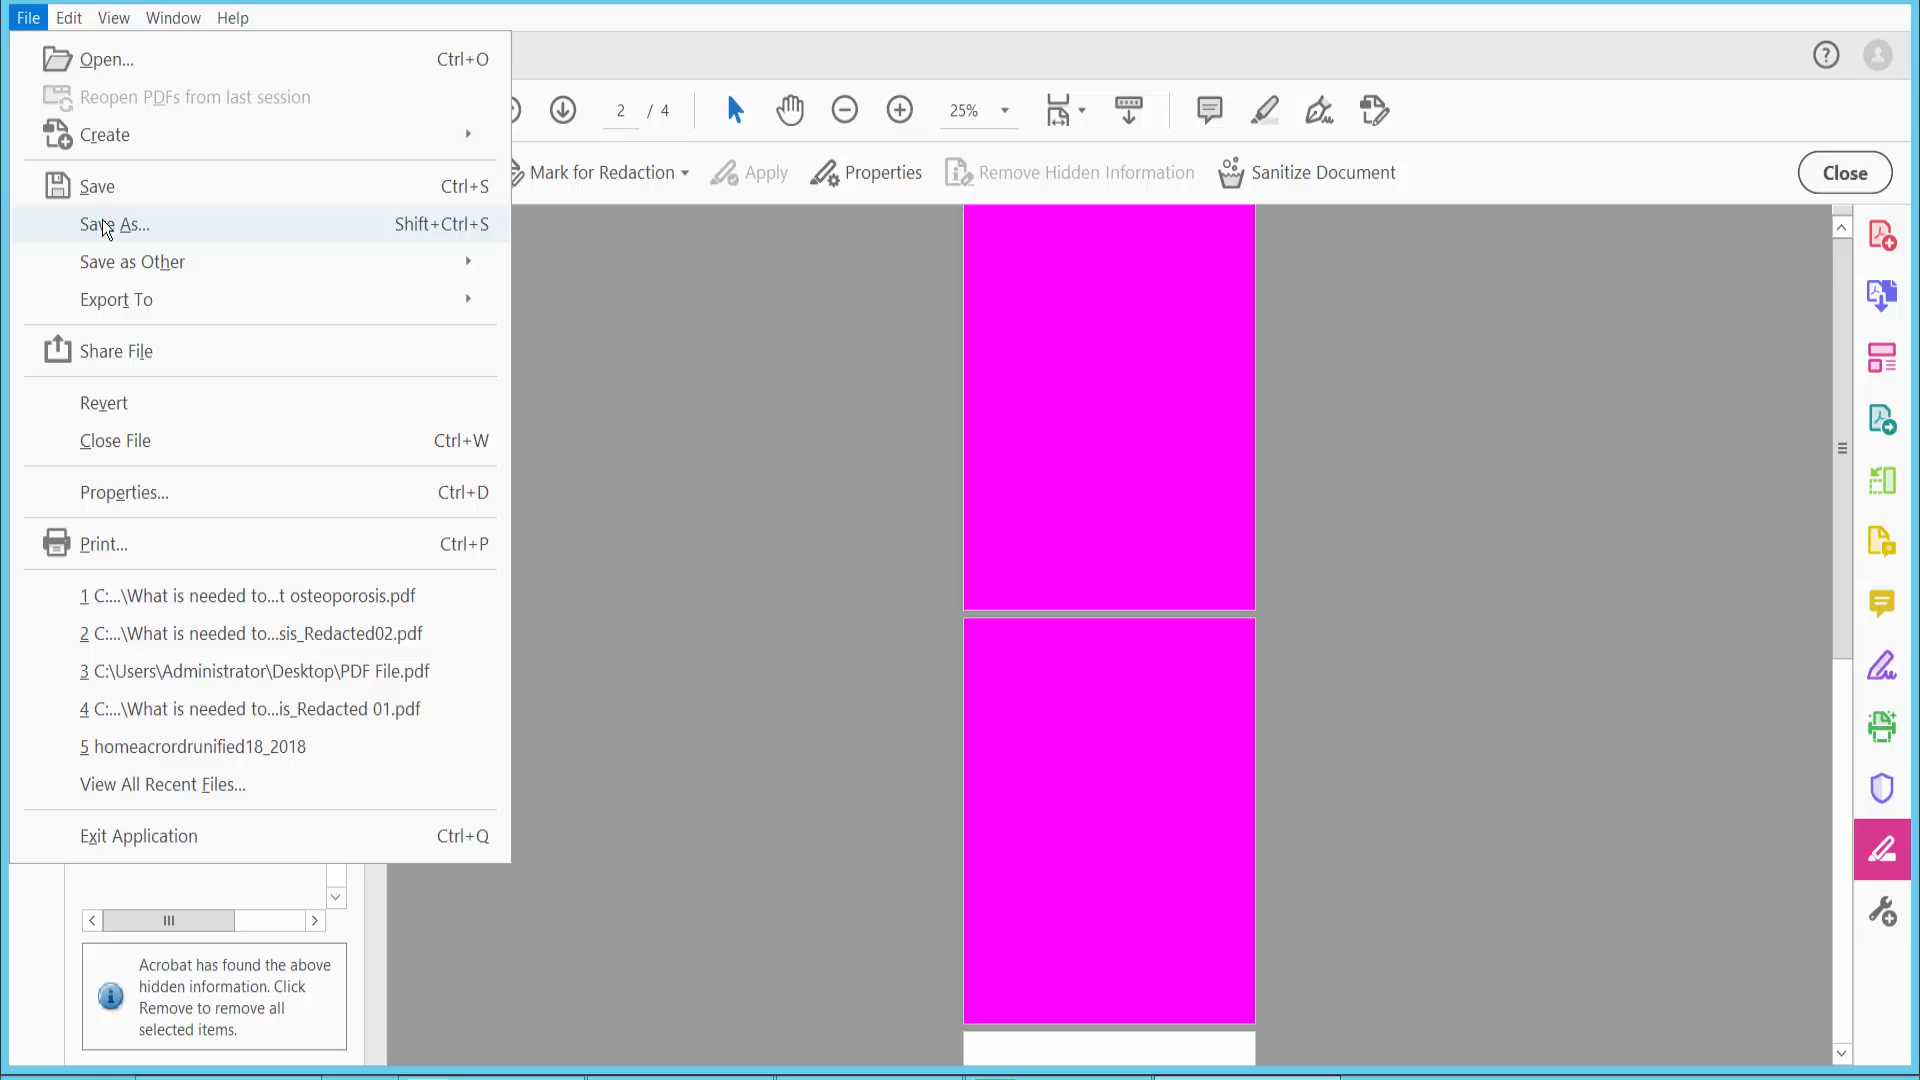 File Edit View Window Help
Open... Ctrl+O
Reopen PDFs from last session
Create
Save Ctrl+S
Save As... Shift+Ctrl+S
Save as Other
Export To
Share File
Revert
Close File Ctrl+W
Properties... Ctrl+D
Print... Ctrl+P
1 C:...\What is needed to...t osteoporosis.pdf
2 C:...\What is needed to...sis_Redacted02.pdf
3 C:\Users\Administrator\Desktop\PDF File.pdf
4 C:...\What is needed to...is_Redacted 01.pdf
5 homeacrordrunified18_2018
View All Recent Files...
Exit Application Ctrl+Q
2 / 4 25%
Mark for Redaction Apply Properties Remove Hidden Information Sanitize Document Close
Acrobat has found the above
hidden information. Click
Remove to remove all
selected items.